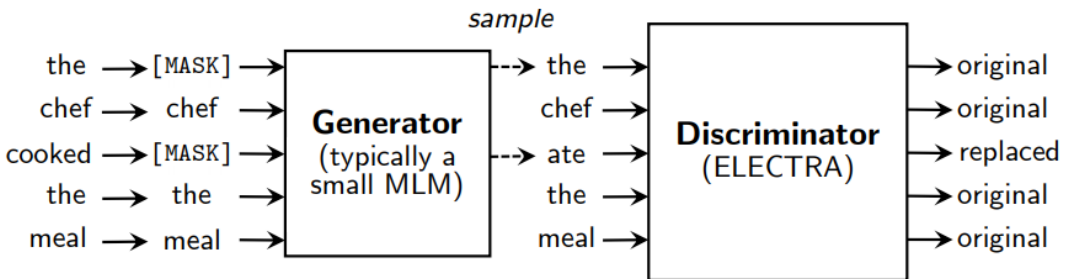 sample
the [MASK] the original
chef chef chef original
Generator
(typically a
small MLM)
Discriminator
(ELECTRA)
cooked [MASK] ate replaced
the the the original
meal meal meal original